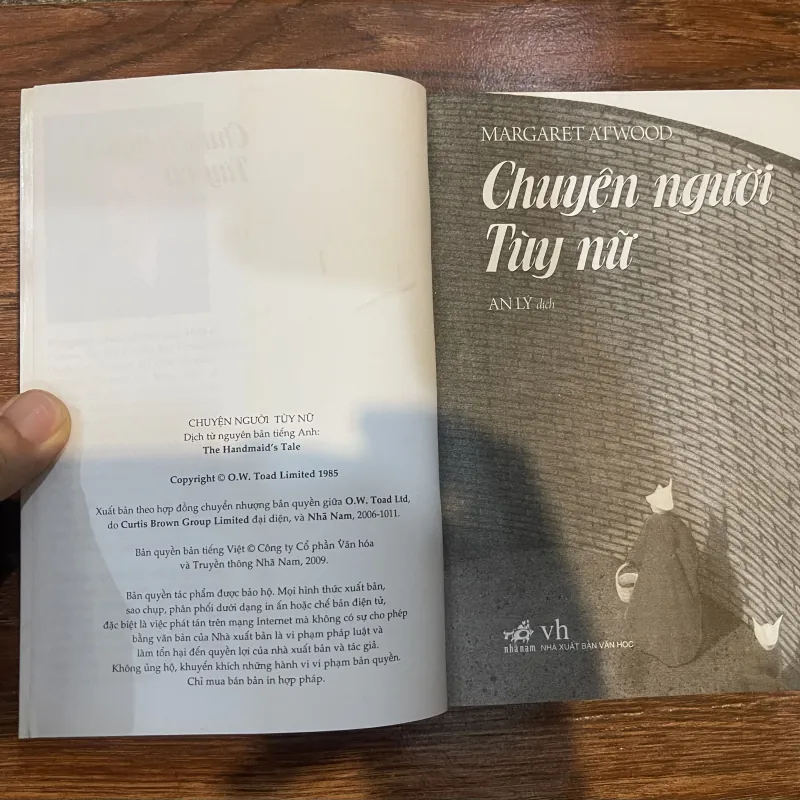 CHUYỆN NGƯỜI TÙY NỮ
Dịch từ nguyên bản tiếng Anh:
The Handmaid's Tale
Copyright © O.W. Toad Limited 1985
Xuất bản theo hợp đồng chuyển nhượng bản quyền giữa O.W. Toad Ltd,
do Curtis Brown Group Limited đại diện, và Nhã Nam, 2006-1011.
Bản quyền bản tiếng Việt © Công ty Cổ phần Văn hóa
và Truyền thông Nhã Nam, 2009.
Bản quyền tác phẩm được bảo hộ. Mọi hình thức xuất bản,
sao chụp, phân phối dưới dạng in ấn hoặc chế bản điện tử,
đặc biệt là việc phát tán trên mạng Internet mà không có sự cho phép
bằng văn bản của Nhà xuất bản là vi phạm pháp luật và
làm tổn hại đến quyền lợi của nhà xuất bản và tác giả.
Không ủng hộ, khuyến khích những hành vi vi phạm bản quyền.
Chỉ mua bán bản in hợp pháp.
MARGARET ATWOOD
Chuyện người
Tùy nữ
AN LÝ dịch
nhã nam
vh
NHÀ XUẤT BẢN VĂN HỌC